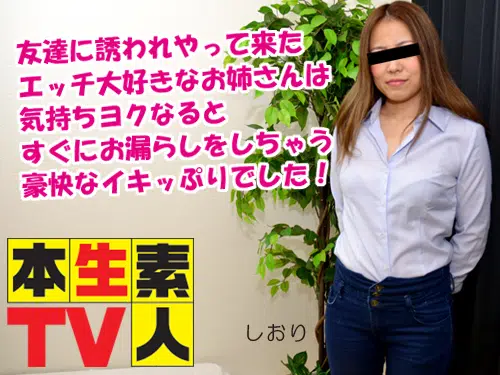 友達に誘われやって来た
エッチ大好きなお姉さんは
気持ちヨクなると
すぐにお漏らしをしちゃう
豪快なイキッぷりでした！
本生素
TV人
しおり